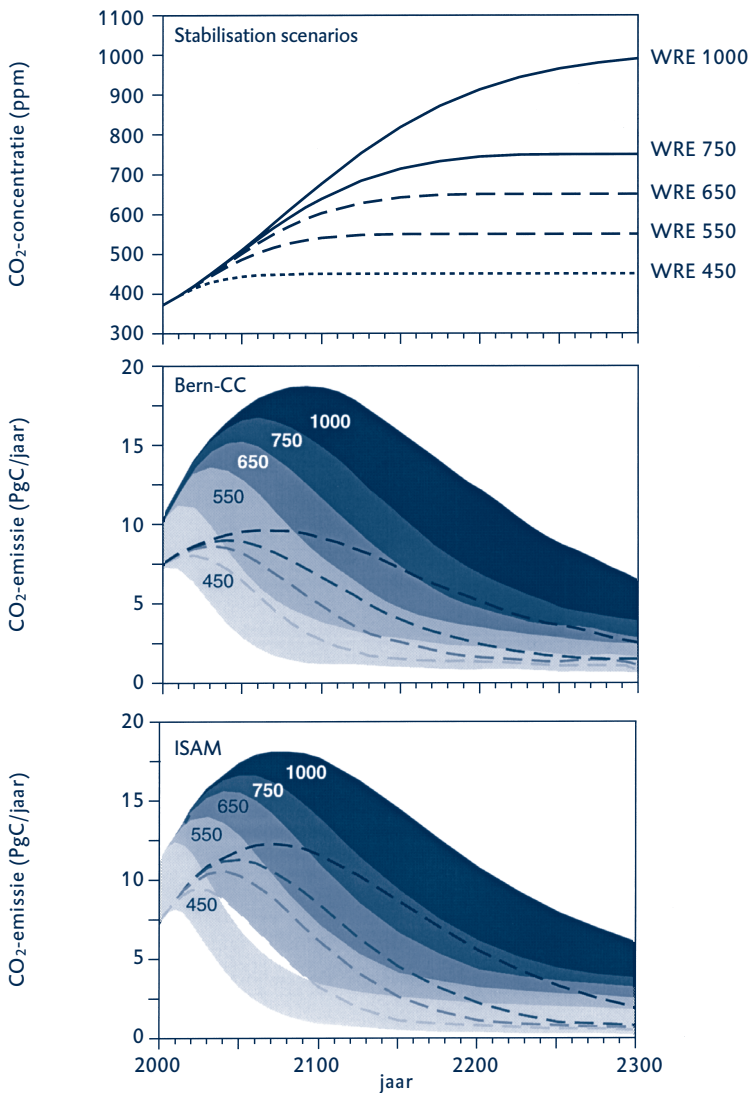 1100
Stabilisation scenarios
1000
WRE 1000
900
800
WRE 750
700
WRE 650
600
WRE 550
500
WRE 450
400
300
CO₂-concentratie (ppm)
20
Bern-CC
1000
750
15
650
550
10
450
5
0
CO₂-emissie (PgC/jaar)
20
ISAM
1000
750
15
650
550
10
450
5
0
CO₂-emissie (PgC/jaar)
2000 2100 2200 2300
jaar